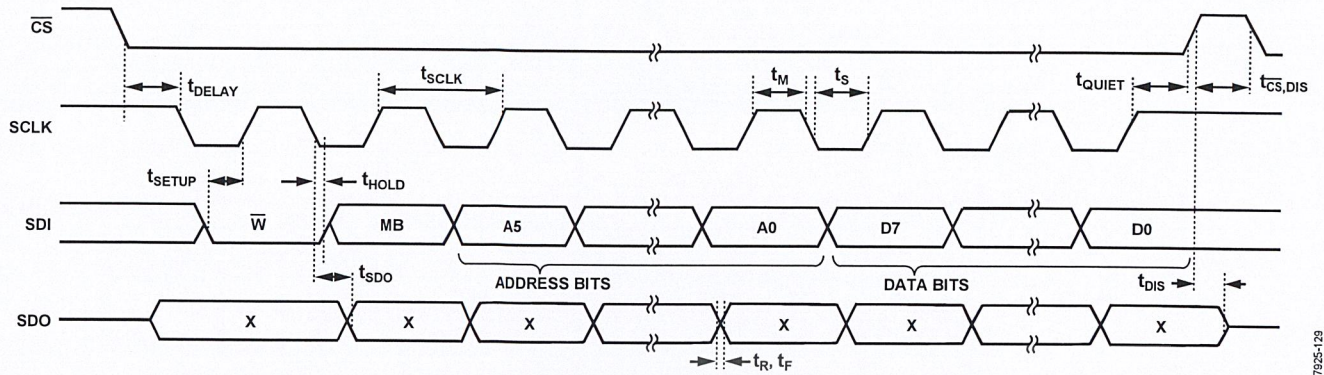 CS
tDELAY
tSCLK
tM
tS
tQUIET
tCS,DIS
SCLK
tSETUP
tHOLD
SDI
W
MB
A5
A0
D7
D0
tSDO
ADDRESS BITS
DATA BITS
tDIS
SDO
X
X
X
X
X
X
tR, tF
7925-129